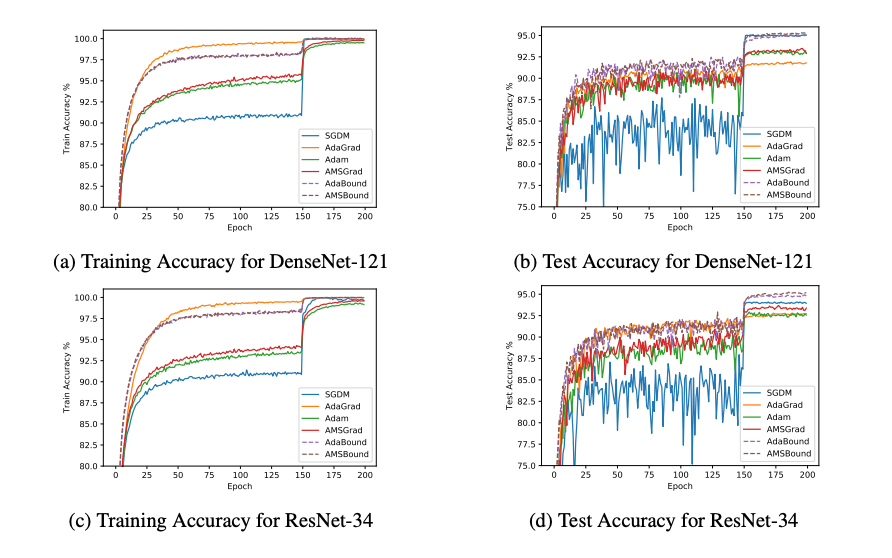 100.0
97.5
95.0
92.5
90.0
87.5
85.0
82.5
80.0
Train Accuracy %
SGDM
AdaGrad
Adam
AMSGrad
AdaBound
AMSBound
0 25 50 75 100 125 150 175 200
Epoch
(a) Training Accuracy for DenseNet-121
95.0
92.5
90.0
87.5
85.0
82.5
80.0
77.5
75.0
Test Accuracy %
SGDM
AdaGrad
Adam
AMSGrad
AdaBound
AMSBound
0 25 50 75 100 125 150 175 200
Epoch
(b) Test Accuracy for DenseNet-121
100.0
97.5
95.0
92.5
90.0
87.5
85.0
82.5
80.0
Train Accuracy %
SGDM
AdaGrad
Adam
AMSGrad
AdaBound
AMSBound
0 25 50 75 100 125 150 175 200
Epoch
(c) Training Accuracy for ResNet-34
95.0
92.5
90.0
87.5
85.0
82.5
80.0
77.5
75.0
Test Accuracy %
SGDM
AdaGrad
Adam
AMSGrad
AdaBound
AMSBound
0 25 50 75 100 125 150 175 200
Epoch
(d) Test Accuracy for ResNet-34